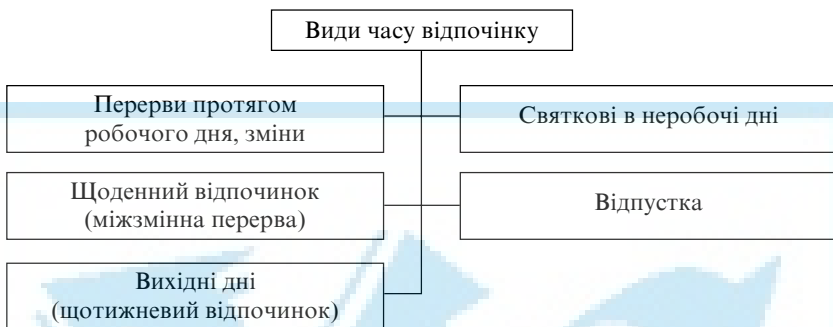 Види часу відпочінку
Перерви протягом
робочого дня, зміни
Святкові в неробочі дні
Щоденний відпочинок
(міжзмінна перерва)
Відпустка
Вихідні дні
(щотижневий відпочинок)